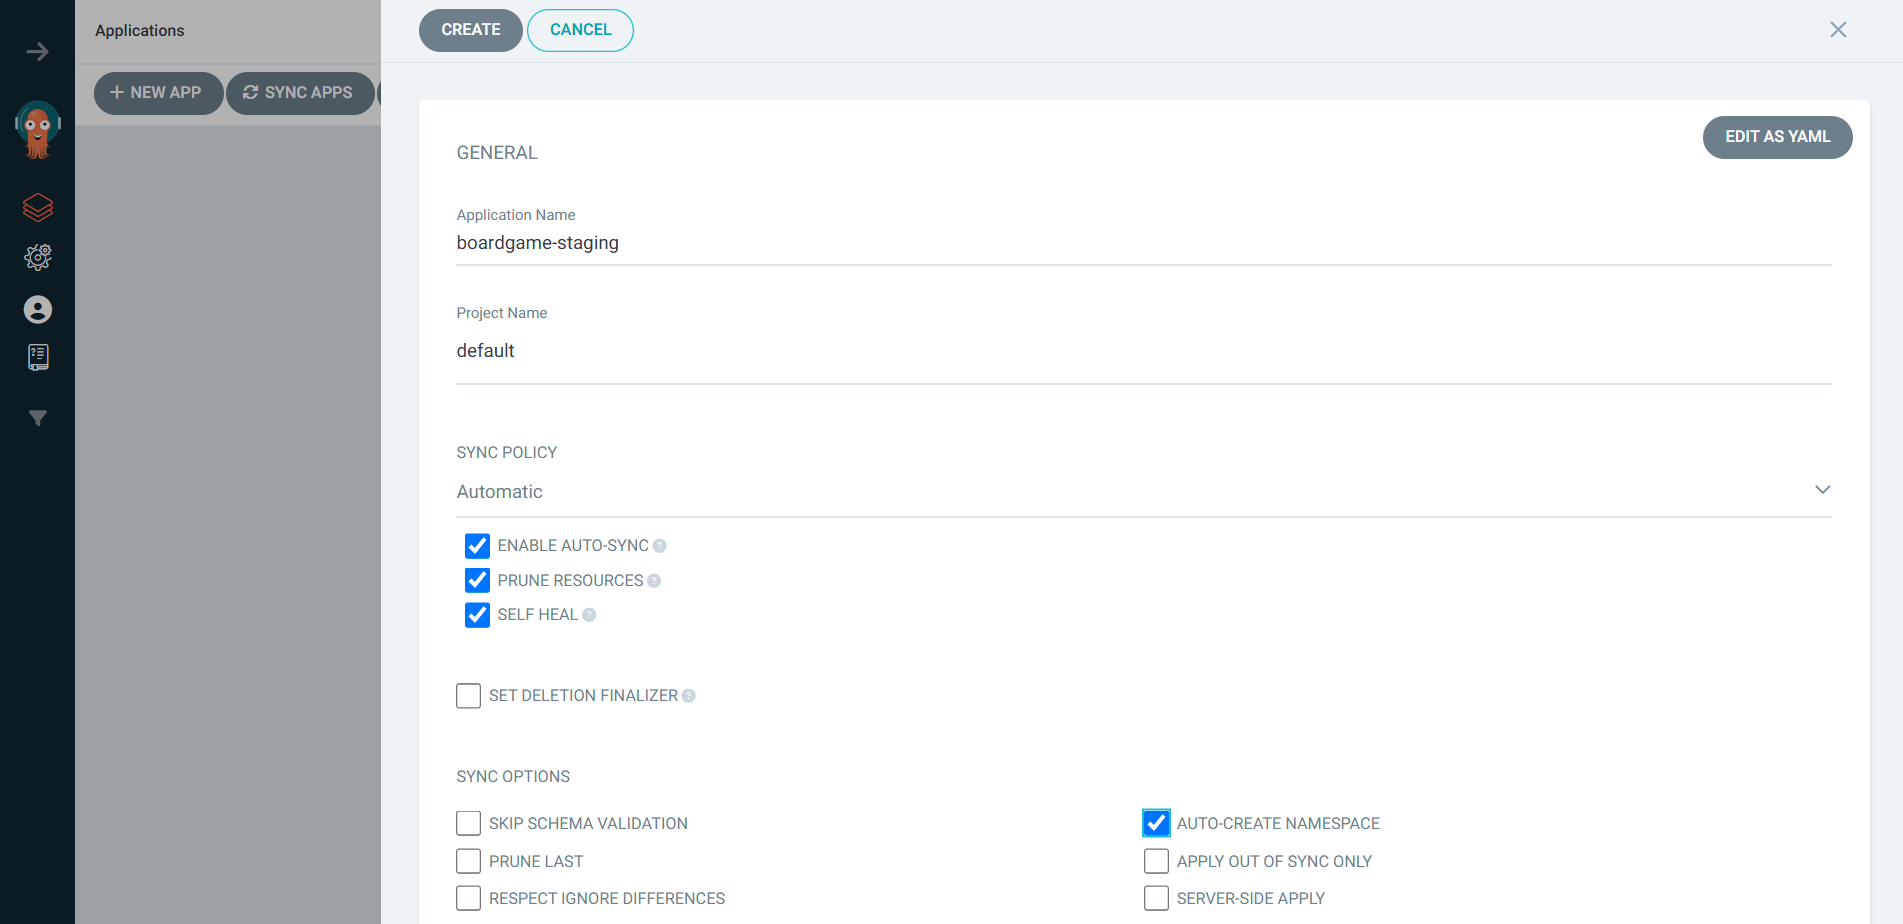 Applications
NEW APP
SYNC APPS
CREATE
CANCEL
GENERAL
EDIT AS YAML
Application Name
boardgame-staging
Project Name
default
SYNC POLICY
Automatic
ENABLE AUTO-SYNC ?
PRUNE RESOURCES ?
SELF HEAL ?
SET DELETION FINALIZER ?
SYNC OPTIONS
SKIP SCHEMA VALIDATION
AUTO-CREATE NAMESPACE
PRUNE LAST
APPLY OUT OF SYNC ONLY
RESPECT IGNORE DIFFERENCES
SERVER-SIDE APPLY